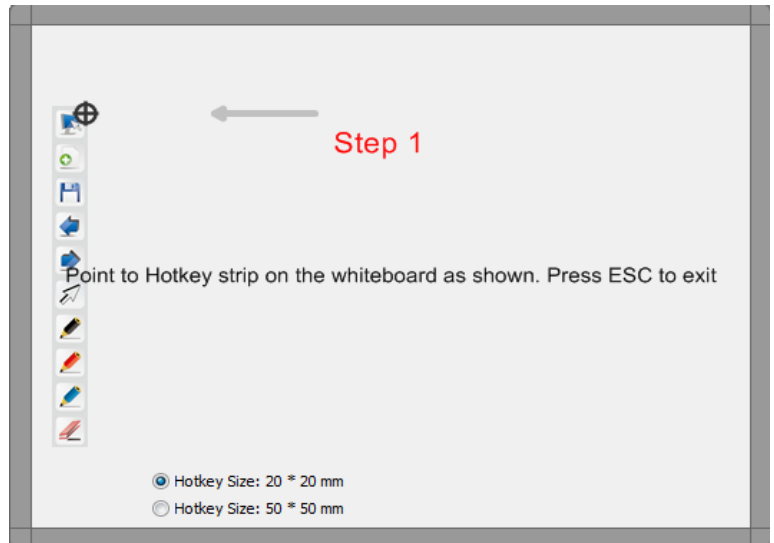 Step 1
Point to Hotkey strip on the whiteboard as shown. Press ESC to exit
Hotkey Size: 20 * 20 mm
Hotkey Size: 50 * 50 mm